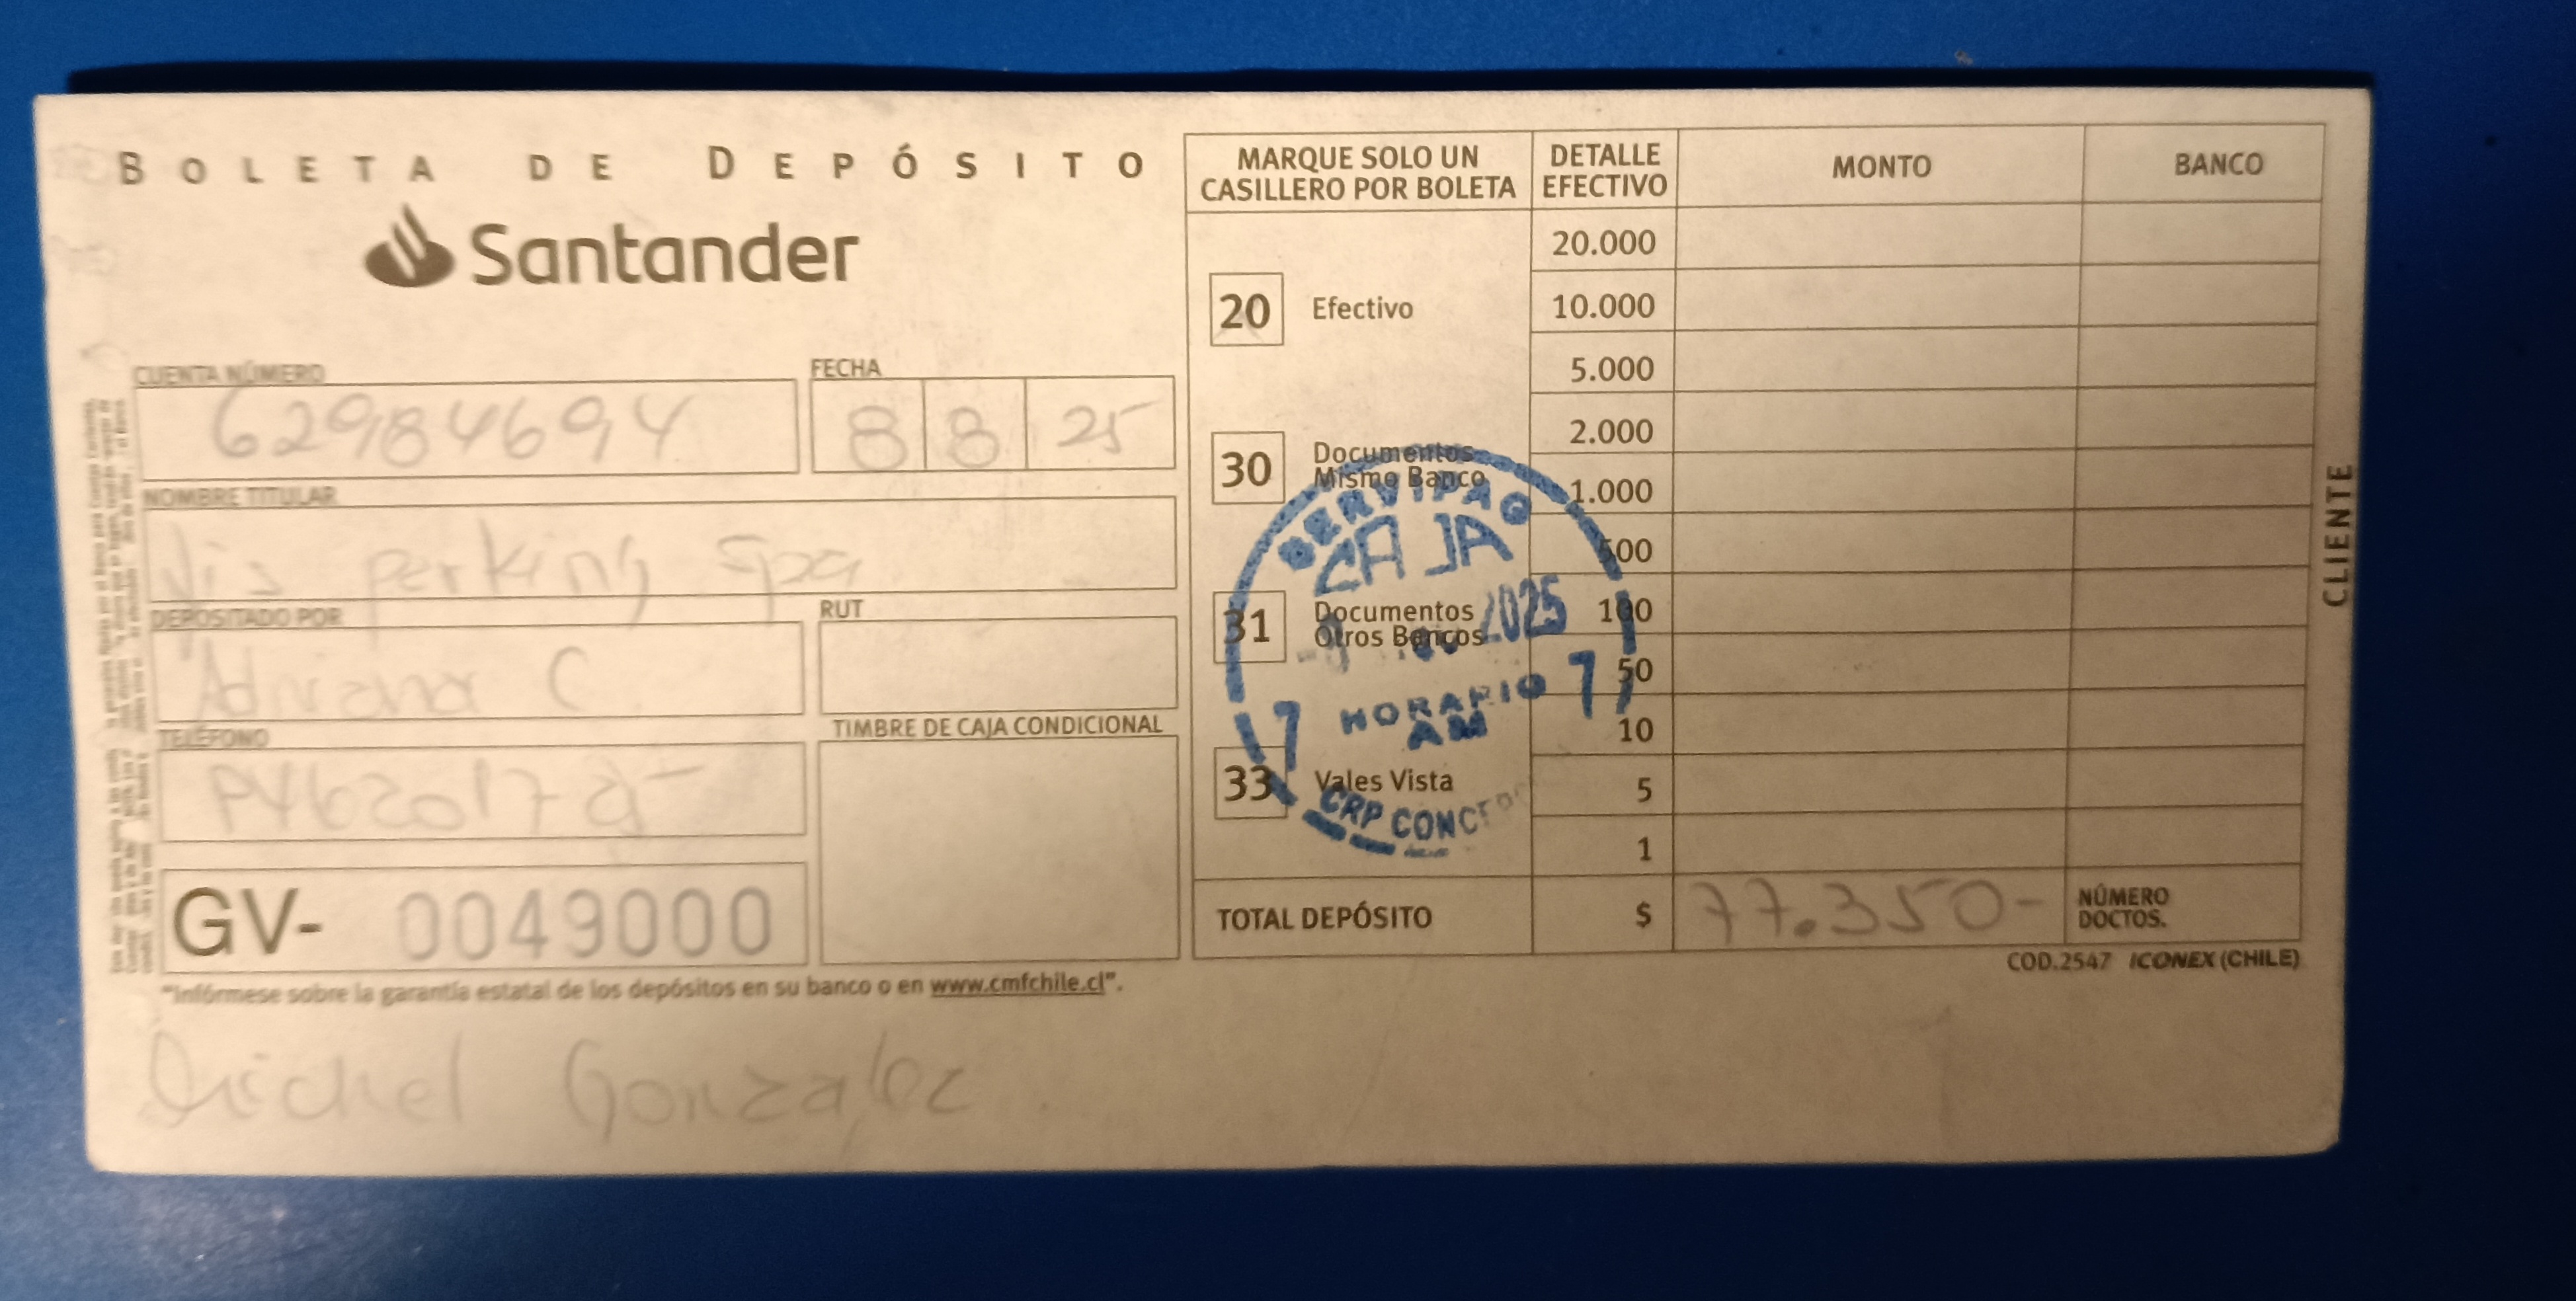 BOLETA DE DEPÓSITO
Santander
CUENTA NÚMERO
62984694
FECHA
8 8 25
NOMBRE TITULAR
perking Spa
DEPOSITADO POR
Adriana C
RUT
TELÉFONO
TIMBRE DE CAJA CONDICIONAL
GV- 0049000
"Infórmese sobre la garantía estatal de los depósitos en su banco o en www.cmfchile.cl".
Michel Gonzalez
MARQUE SOLO UN
CASILLERO POR BOLETA
DETALLE
EFECTIVO
MONTO
BANCO
20 Efectivo
30 Documentos
Mismo Banco
31 Documentos
Otros Bancos
33 Vales Vista
20.000
10.000
5.000
2.000
1.000
500
100
50
10
5
1
SERVIPAG
CAJA
2025
HORARIO
AM
17
CRP
TOTAL DEPÓSITO $ 77.350-
NÚMERO
DOCTOS.
COD.2547 ICONEX (CHILE)
CLIENTE